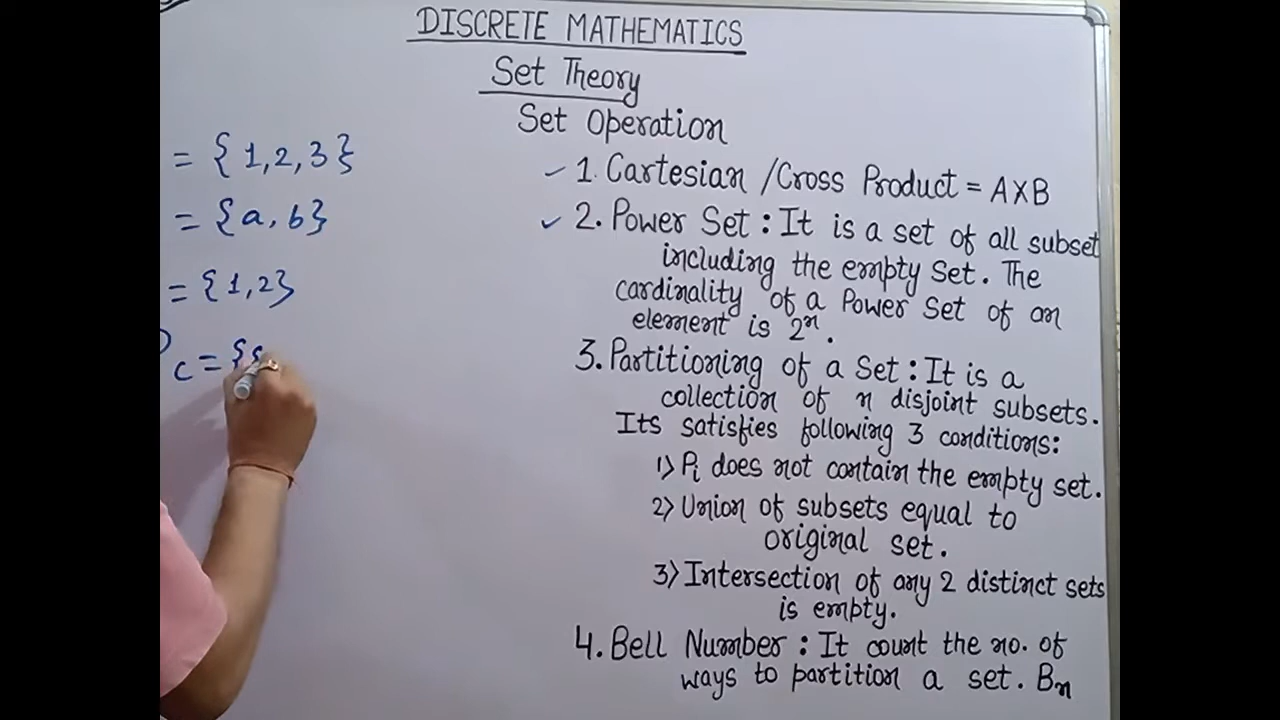 DISCRETE MATHEMATICS
Set Theory
Set Operation
= {1,2,3}
= {a, b}
= {1,2}
c = {
1. Cartesian /Cross Product = A×B
2. Power Set : It is a set of all subset
including the empty set. The
cardinality of a Power Set of an
element is 2ⁿ.
3. Partitioning of a Set : It is a
collection of n disjoint subsets.
Its satisfies following 3 conditions:
1) Pᵢ does not contain the empty set.
2) Union of subsets equal to
original set.
3) Intersection of any 2 distinct sets
is empty.
4. Bell Number : It count the no. of
ways to partition a set. Bₙ